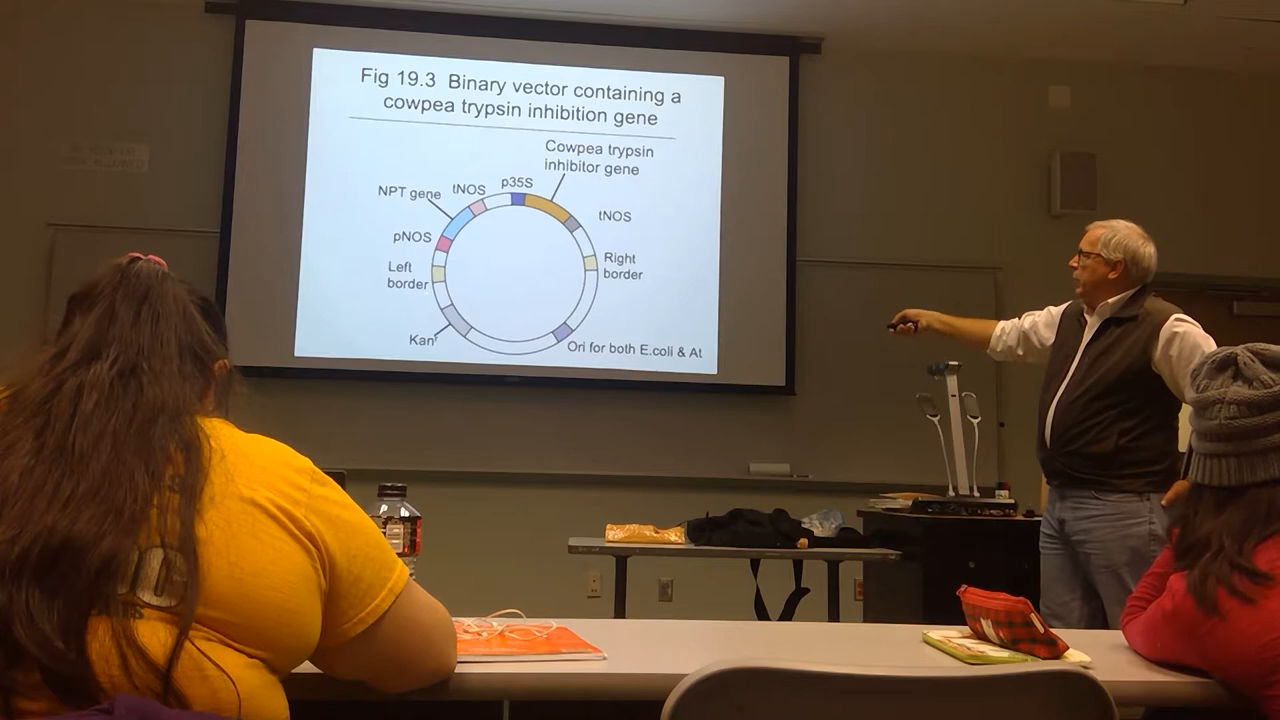 Fig 19.3 Binary vector containing a
cowpea trypsin inhibition gene
Cowpea trypsin
inhibitor gene
p35S
tNOS
NPT gene
tNOS
pNOS
Right
border
Left
border
Kanʳ
Ori for both E.coli & At